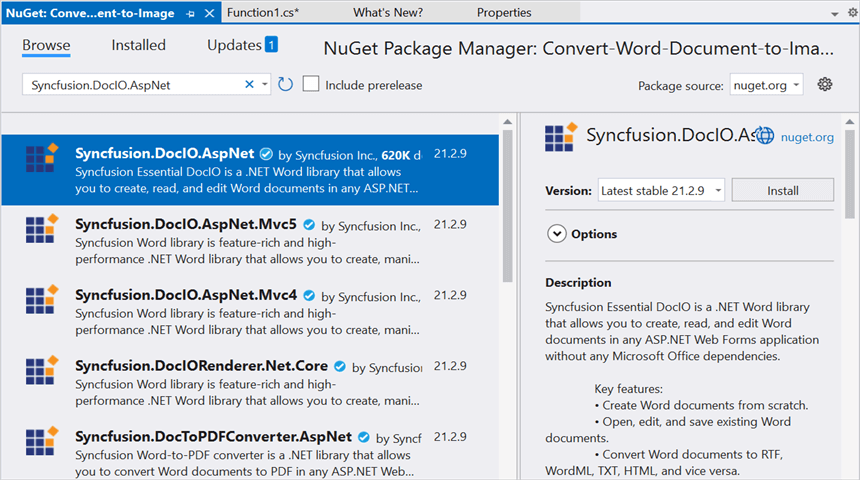 NuGet: Conve...ent-to-Image
Function1.cs*
What's New?
Properties
Browse
Installed
Updates 1
NuGet Package Manager: Convert-Word-Document-to-Ima...
Syncfusion.DocIO.AspNet
Include prerelease
Package source: nuget.org
Syncfusion.DocIO.AspNet by Syncfusion Inc., 620K d 21.2.9
Syncfusion Essential DocIO is a .NET Word library that allows
you to create, read, and edit Word documents in any ASP.NET...
Syncfusion.DocIO.AspNet.Mvc5 by Syncfusion Inc., 21.2.9
Syncfusion Word library is feature-rich and high-
performance .NET Word library that allows you to create, mani...
Syncfusion.DocIO.AspNet.Mvc4 by Syncfusion Inc., 21.2.9
Syncfusion Word library is feature-rich and high-
performance .NET Word library that allows you to create, mani...
Syncfusion.DocIORenderer.Net.Core by Syncfusion 21.2.9
Syncfusion Word library is feature-rich and high-
performance .NET Word library that allows you to create, mani...
Syncfusion.DocToPDFConverter.AspNet by Syncf 21.2.9
Syncfusion Word-to-PDF converter is a .NET library that allows
you to convert Word documents to PDF in any ASP.NET Web...
Syncfusion.DocIO.As nuget.org
Version: Latest stable 21.2.9 Install
Options
Description
Syncfusion Essential DocIO is a .NET Word library
that allows you to create, read, and edit Word
documents in any ASP.NET Web Forms application
without any Microsoft Office dependencies.
Key features:
• Create Word documents from scratch.
• Open, edit, and save existing Word
documents.
• Convert Word documents to RTF,
WordML, TXT, HTML, and vice versa.